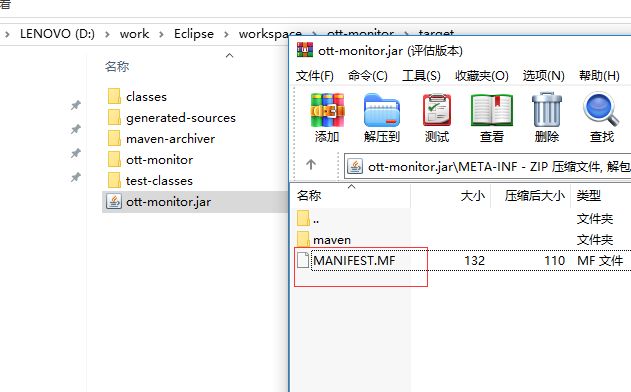 看
LENOVO (D:) > work > Eclipse > workspace > ott-monitor > target
名称
classes
generated-sources
maven-archiver
ott-monitor
test-classes
ott-monitor.jar
ott-monitor.jar (评估版本)
文件(F) 命令(C) 工具(S) 收藏夹(O) 选项(N) 帮助(H)
添加 解压到 测试 查看 删除 查找
ott-monitor.jar\META-INF - ZIP 压缩文件, 解包
名称 大小 压缩后大小 类型
.. 文件夹
maven 文件夹
MANIFEST.MF 132 110 MF 文件